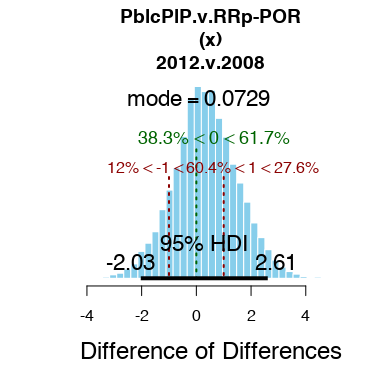 PblcPlP.v.RRp-POR
(x)
2012.v.2008
mode = 0.0729
38.3% < 0 < 61.7%
12% < -1 < 60.4% < 1 < 27.6%
95% HDI
-2.03 2.61
-4 -2 0 2 4
Difference of Differences